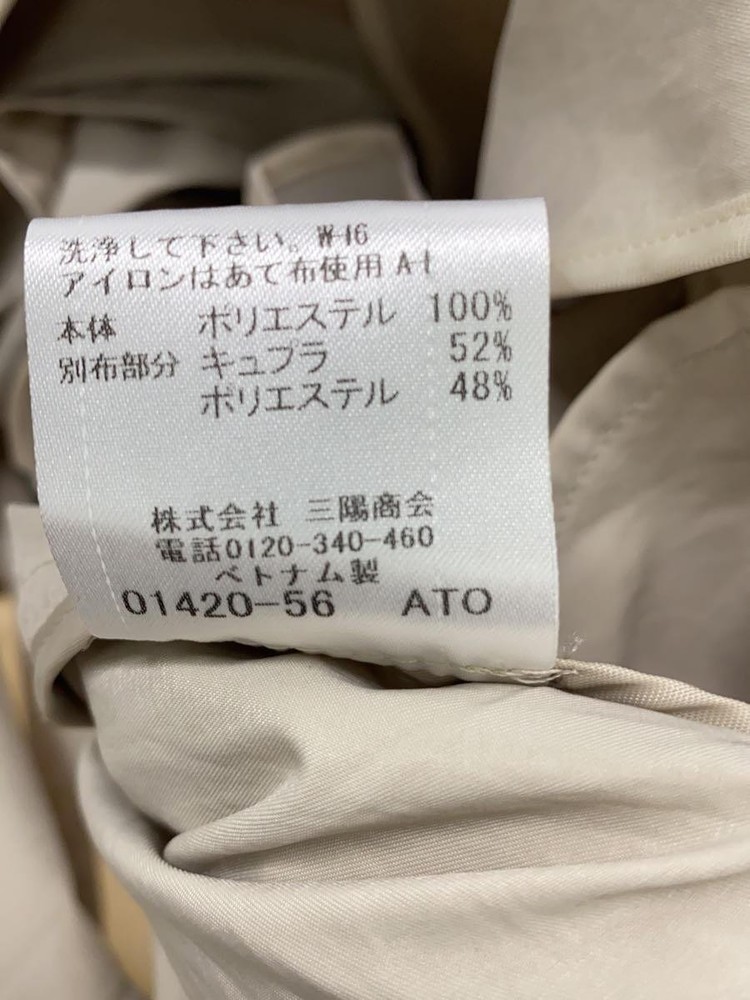 洗浄して下さい。W-16
アイロンはあて布使用 A-1
本体 ポリエステル 100%
別布部分 キュプラ 52%
ポリエステル 48%
株式会社 三陽商会
電話0120-340-460
ベトナム製
01420-56 ATO